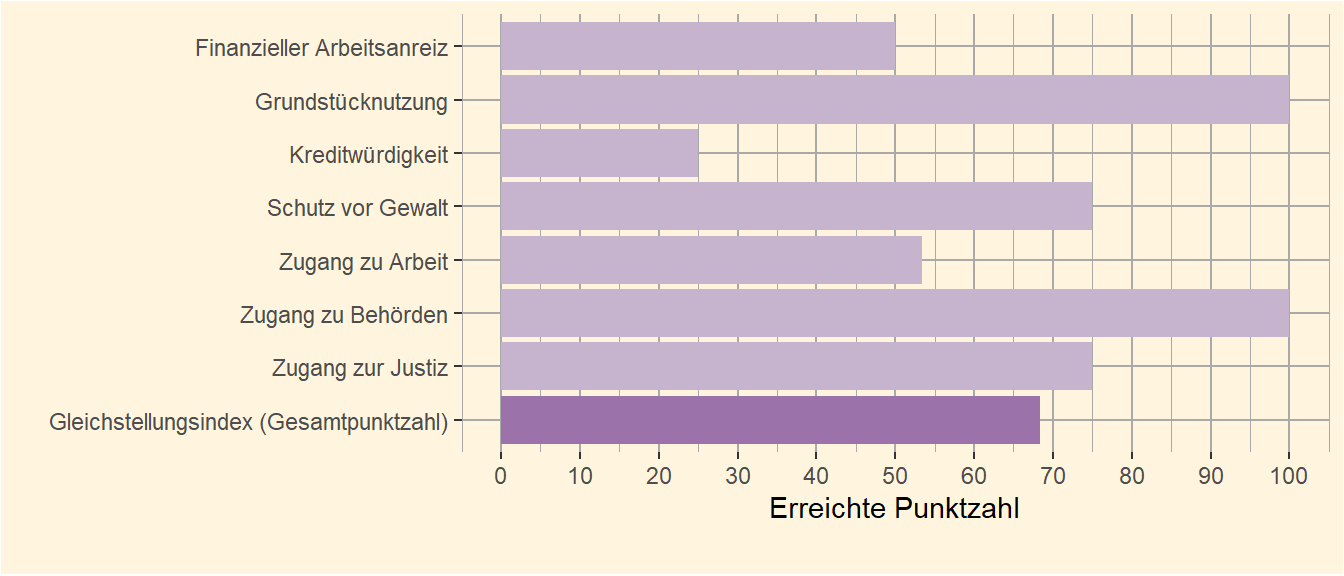 Finanzieller Arbeitsanreiz
Grundstücknutzung
Kreditwürdigkeit
Schutz vor Gewalt
Zugang zu Arbeit
Zugang zu Behörden
Zugang zur Justiz
Gleichstellungsindex (Gesamtpunktzahl)
0 10 20 30 40 50 60 70 80 90 100
Erreichte Punktzahl